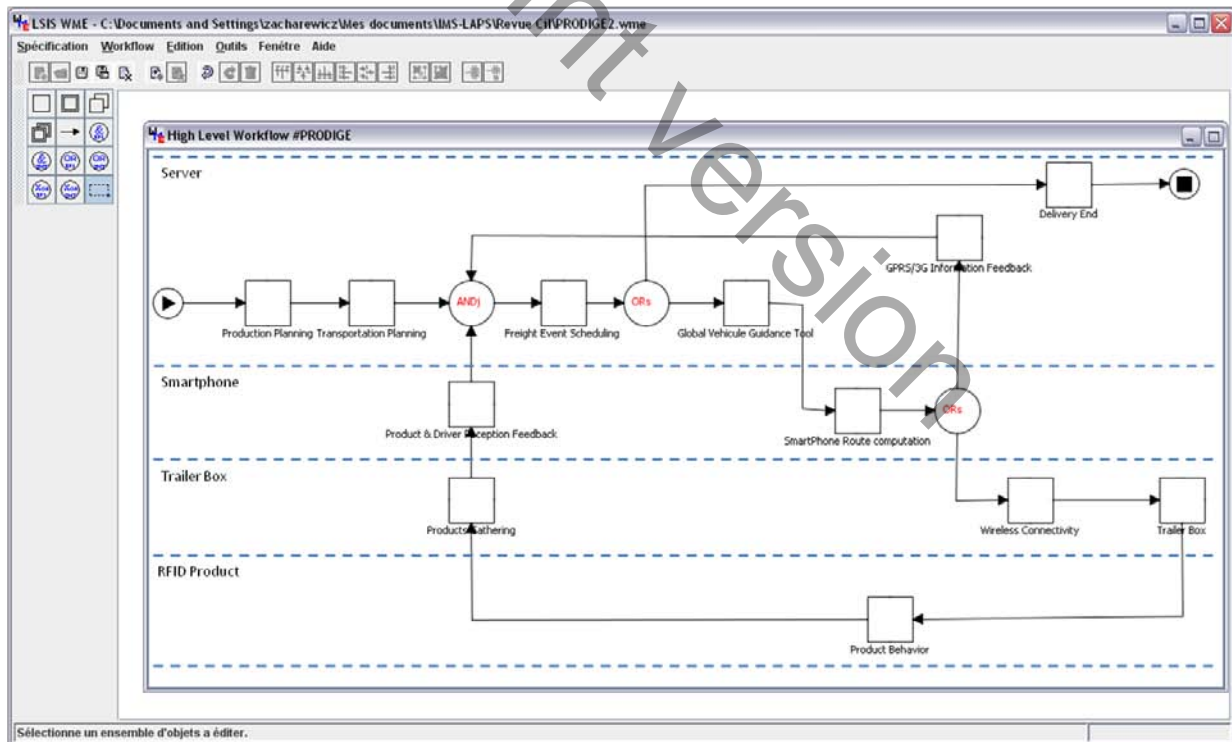 LSIS WME - C:\Documents and Settings\zacharewicz\Mes documents\IMS-LAPS\Revue CII\PRODIGE2.wme
Spécification Workflow Edition Outils Fenêtre Aide
High Level Workflow #PRODIGE
Server
Delivery End
GPRS/3G Information Feedback
ANDj
ORs
Production Planning Transportation Planning
Freight Event Scheduling
Global Vehicule Guidance Tool
Smartphone
ORs
Product & Driver Reception Feedback
SmartPhone Route computation
Trailer Box
Products Gathering
Wireless Connectivity
Trailer Box
RFID Product
Product Behavior
Sélectionne un ensemble d'objets a éditer.
nt version